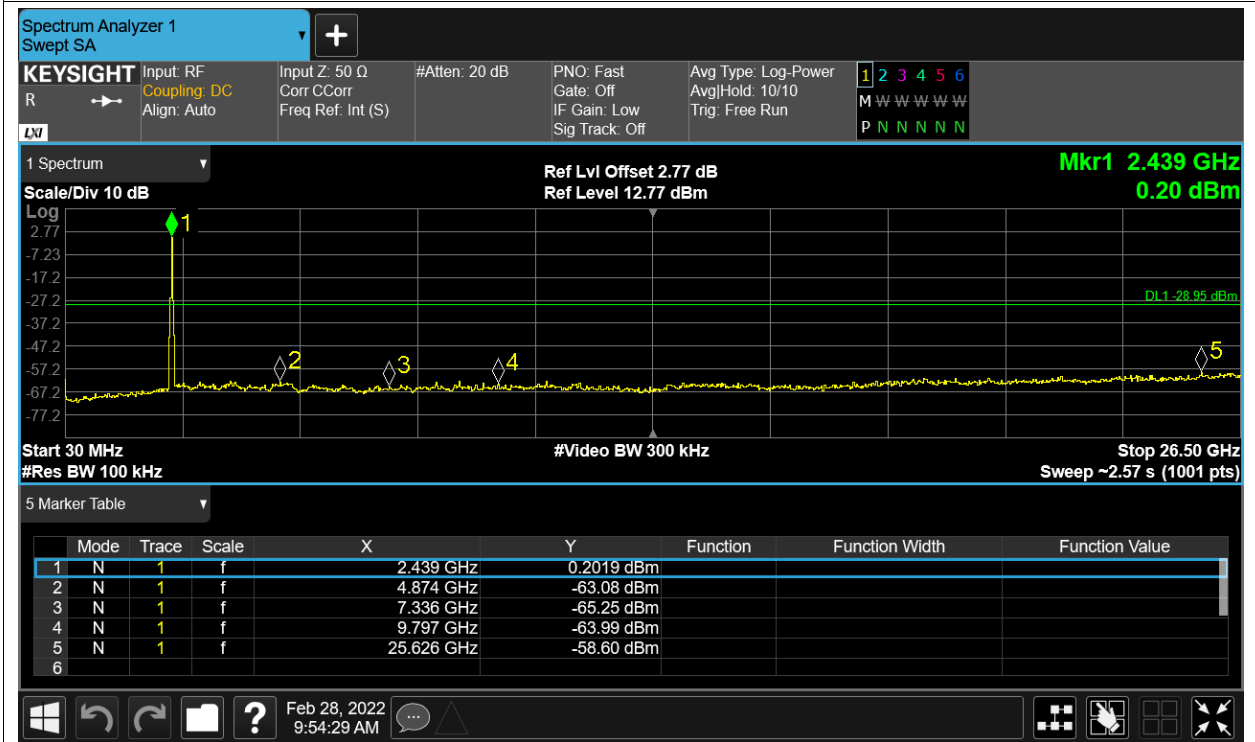 Spectrum Analyzer 1
Swept SA
+
KEYSIGHT Input: RF Input Z: 50 Ω #Atten: 20 dB PNO: Fast Avg Type: Log-Power 1 2 3 4 5 6
R Coupling: DC Corr CCorr Gate: Off Avg|Hold: 10/10 M W W W W W
Align: Auto Freq Ref: Int (S) IF Gain: Low Trig: Free Run
LXI Sig Track: Off P N N N N N
1 Spectrum Ref Lvl Offset 2.77 dB Mkr1 2.439 GHz
Scale/Div 10 dB Ref Level 12.77 dBm 0.20 dBm
Log
1
2.77
-7.23
-17.2
-27.2 DL1 -28.95 dBm
-37.2
-47.2
2 3 4 5
-57.2
-67.2
-77.2
Start 30 MHz #Video BW 300 kHz Stop 26.50 GHz
#Res BW 100 kHz Sweep ~2.57 s (1001 pts)
5 Marker Table
Mode Trace Scale X Y Function Function Width Function Value
1 N 1 f 2.439 GHz 0.2019 dBm
2 N 1 f 4.874 GHz -63.08 dBm
3 N 1 f 7.336 GHz -65.25 dBm
4 N 1 f 9.797 GHz -63.99 dBm
5 N 1 f 25.626 GHz -58.60 dBm
6
? Feb 28, 2022
9:54:29 AM